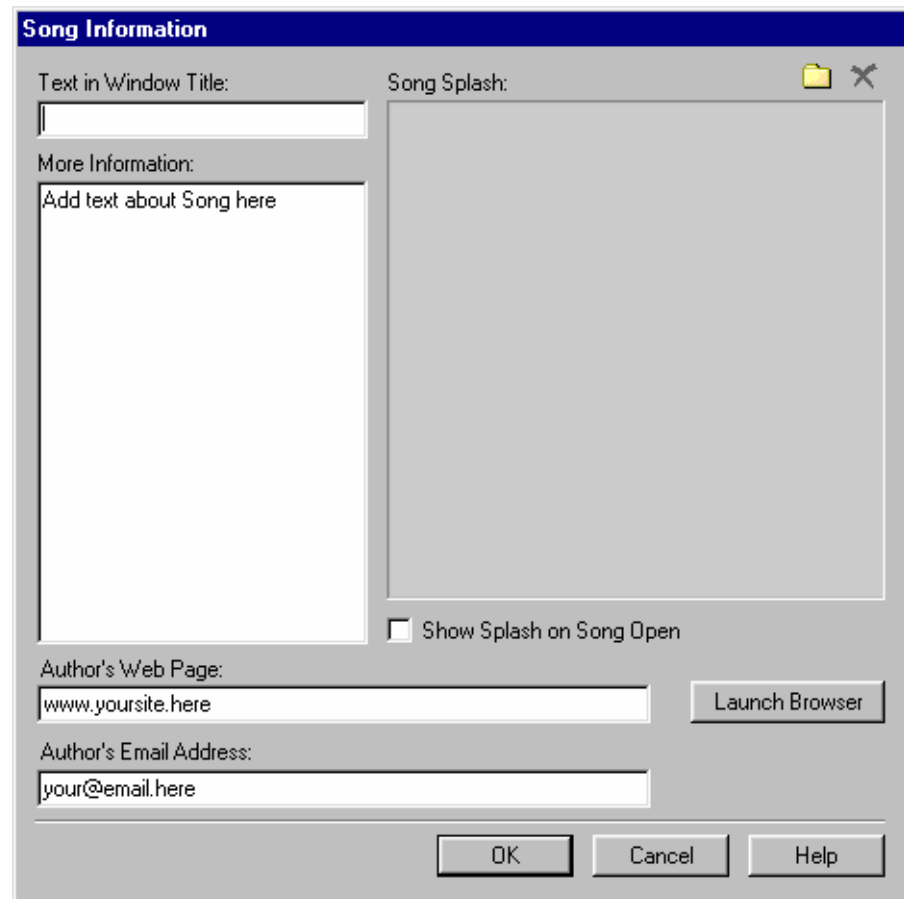 Song Information
Text in Window Title:
Song Splash:
More Information:
Add text about Song here
Show Splash on Song Open
Author's Web Page:
www.yoursite.here
Launch Browser
Author's Email Address:
your@email.here
OK
Cancel
Help